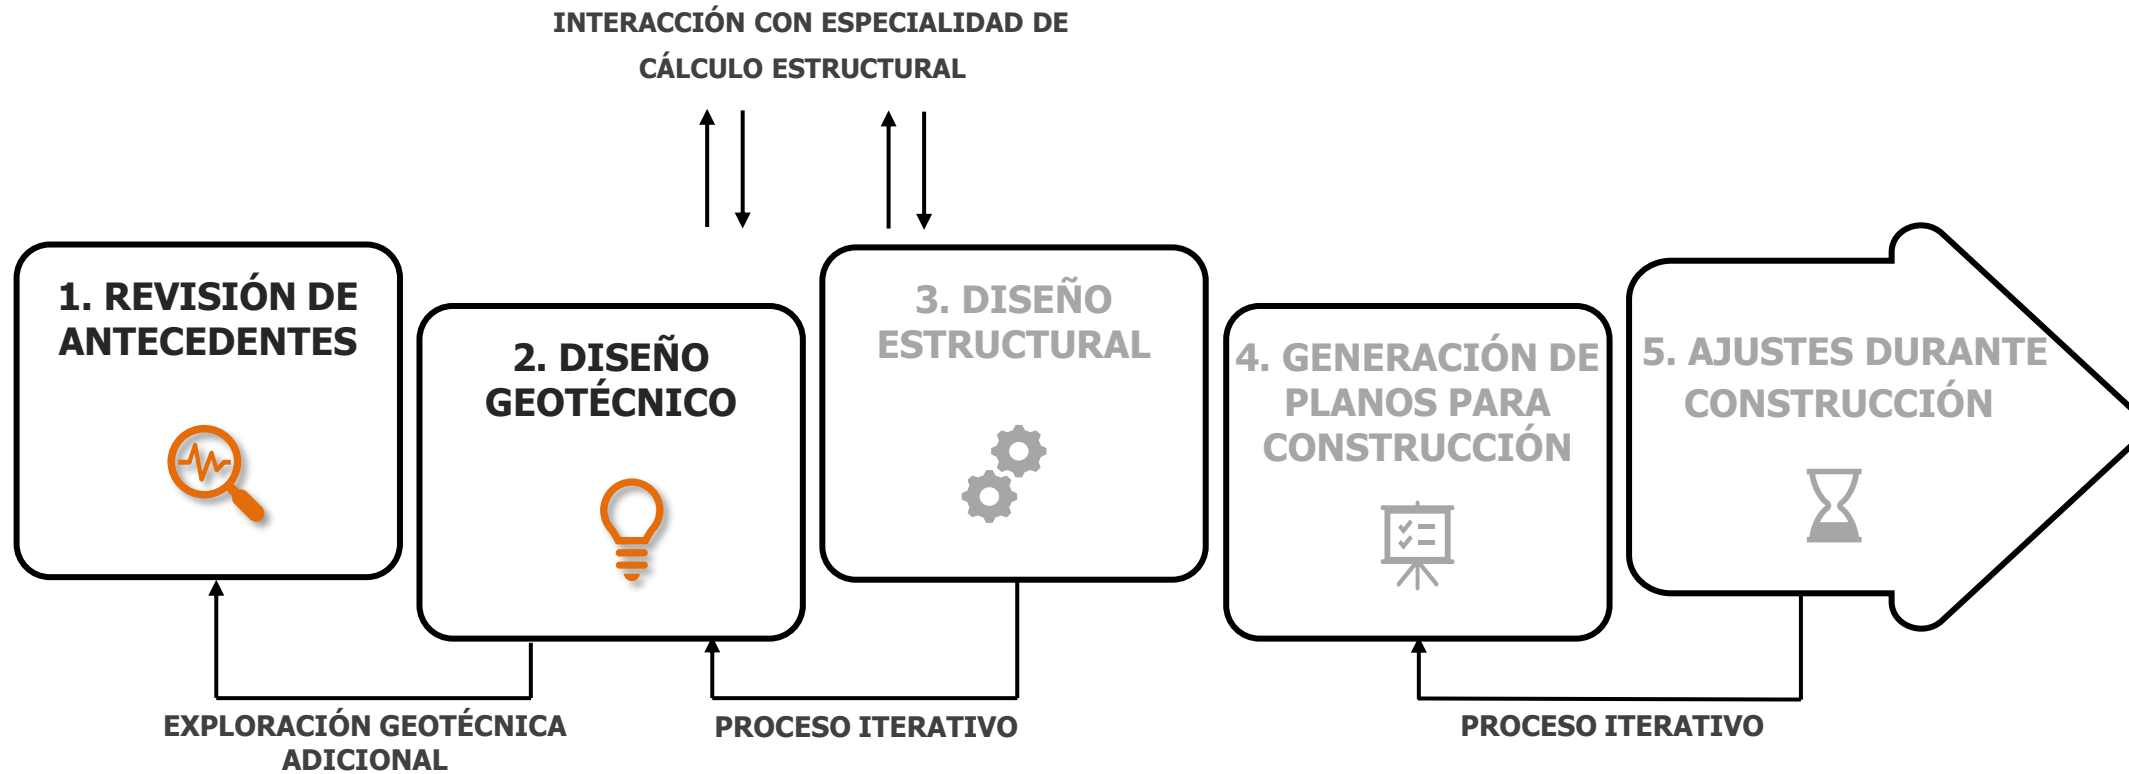 INTERACCIÓN CON ESPECIALIDAD DE
CÁLCULO ESTRUCTURAL
1. REVISIÓN DE
ANTECEDENTES
2. DISEÑO
GEOTÉCNICO
3. DISEÑO
ESTRUCTURAL
4. GENERACIÓN DE
PLANOS PARA
CONSTRUCCIÓN
5. AJUSTES DURANTE
CONSTRUCCIÓN
EXPLORACIÓN GEOTÉCNICA
ADICIONAL
PROCESO ITERATIVO
PROCESO ITERATIVO